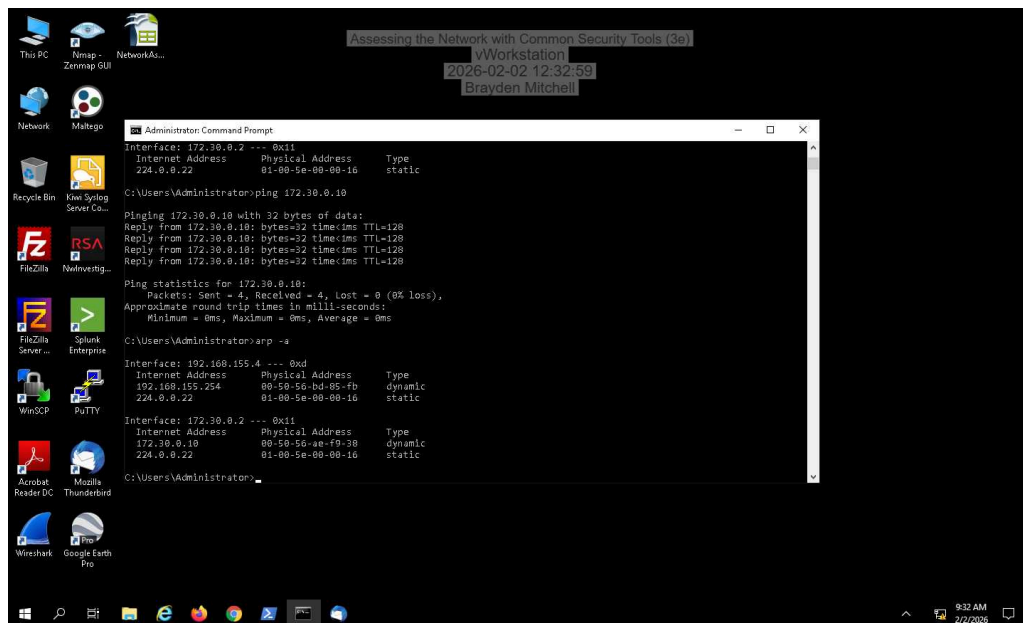 Assessing the Network with Common Security Tools (3e)
vWorkstation
2026-02-02 12:32:59
Brayden Mitchell
This PC
Nmap -
Zenmap GUI
NetworkAs...
Network
Maltego
Recycle Bin
Kiwi Syslog
Server Co...
RSA
FileZilla
NwInvestig...
FileZilla
Server ...
Splunk
Enterprise
WinSCP
PuTTY
Acrobat
Reader DC
Mozilla
Thunderbird
Wireshark
Pro
Google Earth
Pro
Administrator: Command Prompt
Interface: 172.30.0.2 --- 0x11
Internet Address Physical Address Type
224.0.0.22 01-00-5e-00-00-16 static
C:\Users\Administrator>ping 172.30.0.10
Pinging 172.30.0.10 with 32 bytes of data:
Reply from 172.30.0.10: bytes=32 time<1ms TTL=128
Reply from 172.30.0.10: bytes=32 time<1ms TTL=128
Reply from 172.30.0.10: bytes=32 time<1ms TTL=128
Reply from 172.30.0.10: bytes=32 time<1ms TTL=128
Ping statistics for 172.30.0.10:
Packets: Sent = 4, Received = 4, Lost = 0 (0% loss),
Approximate round trip times in milli-seconds:
Minimum = 0ms, Maximum = 0ms, Average = 0ms
C:\Users\Administrator>arp -a
Interface: 192.168.155.4 --- 0xd
Internet Address Physical Address Type
192.168.155.254 00-50-56-bd-85-fb dynamic
224.0.0.22 01-00-5e-00-00-16 static
Interface: 172.30.0.2 --- 0x11
Internet Address Physical Address Type
172.30.0.10 00-50-56-ae-f9-38 dynamic
224.0.0.22 01-00-5e-00-00-16 static
C:\Users\Administrator>
9:32 AM
2/2/2026